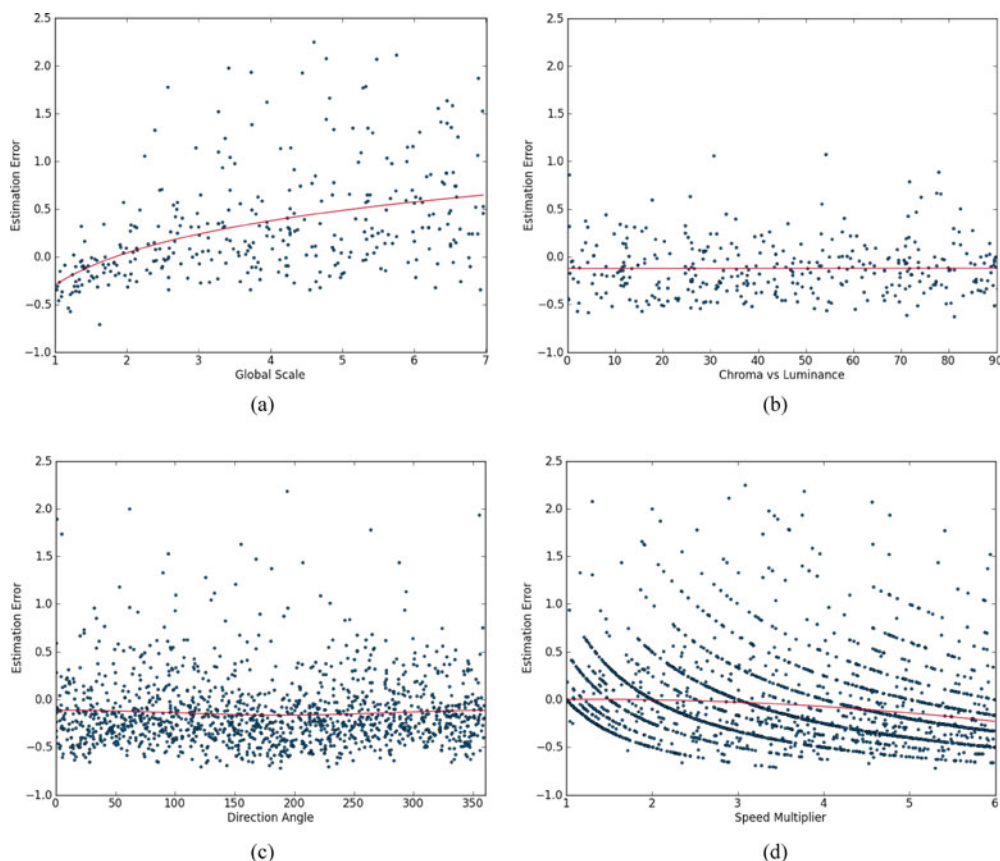 2.5
2.0
1.5
1.0
0.5
0.0
−0.5
−1.0
Estimation Error
1 2 3 4 5 6 7
Global Scale
(a)
2.5
2.0
1.5
1.0
0.5
0.0
−0.5
−1.0
Estimation Error
0 10 20 30 40 50 60 70 80 90
Chroma vs Luminance
(b)
2.5
2.0
1.5
1.0
0.5
0.0
−0.5
−1.0
Estimation Error
0 50 100 150 200 250 300 350
Direction Angle
(c)
2.5
2.0
1.5
1.0
0.5
0.0
−0.5
−1.0
Estimation Error
1 2 3 4 5 6
Speed Multiplier
(d)